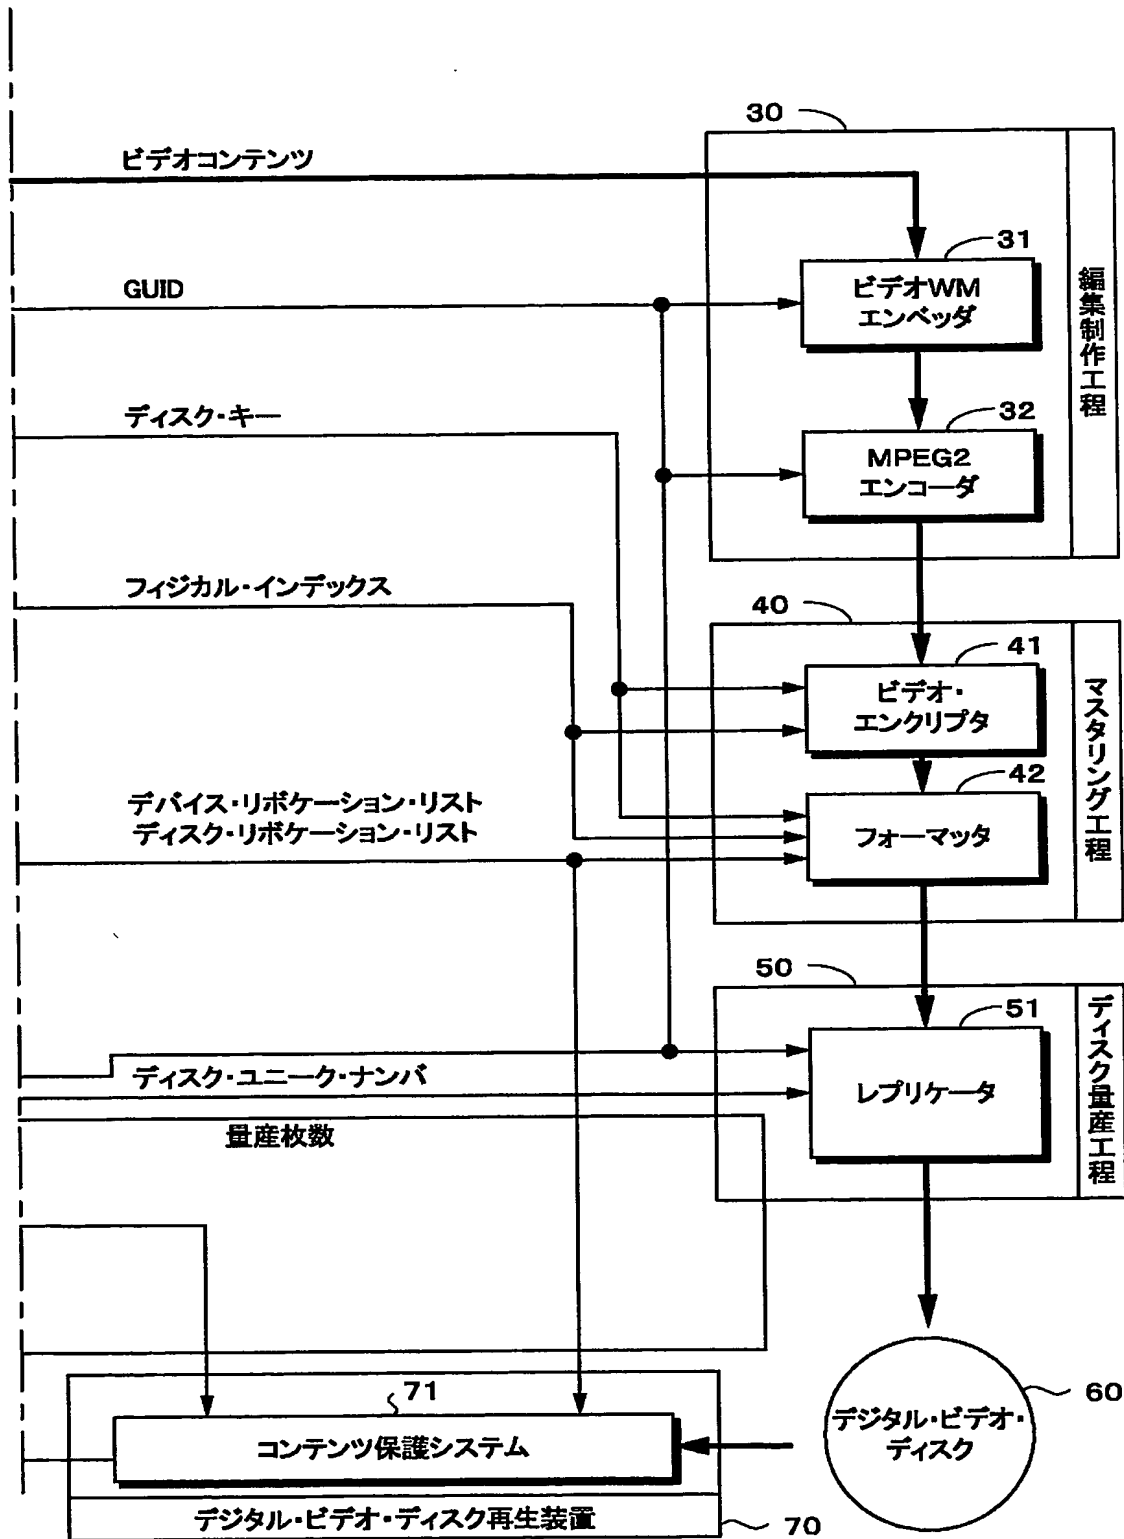 30
ビデオコンテンツ
31
GUID
ビデオWM
エンベッダ
編集制作工程
ディスク・キー
32
MPEG2
エンコーダ
フィジカル・インデックス
40
41
ビデオ・
エンクリプタ
マスタリング工程
42
デバイス・リボケーション・リスト
ディスク・リボケーション・リスト
フォーマッタ
50
51
ディスク・ユニーク・ナンバ
レプリケータ
ディスク量産工程
量産枚数
71
コンテンツ保護システム
60
デジタル・ビデオ・
ディスク
デジタル・ビデオ・ディスク再生装置
70